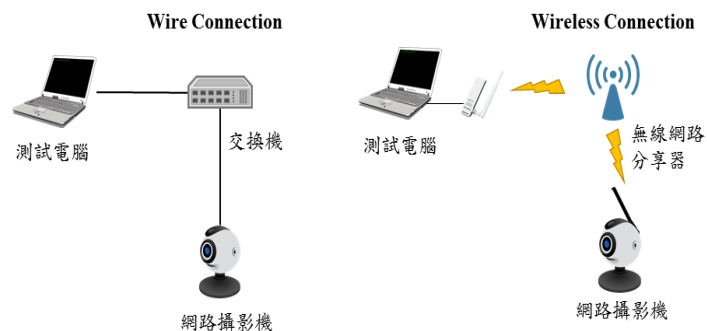 Wire Connection
測試電腦
交換機
網路攝影機
Wireless Connection
測試電腦
無線網路
分享器
網路攝影機